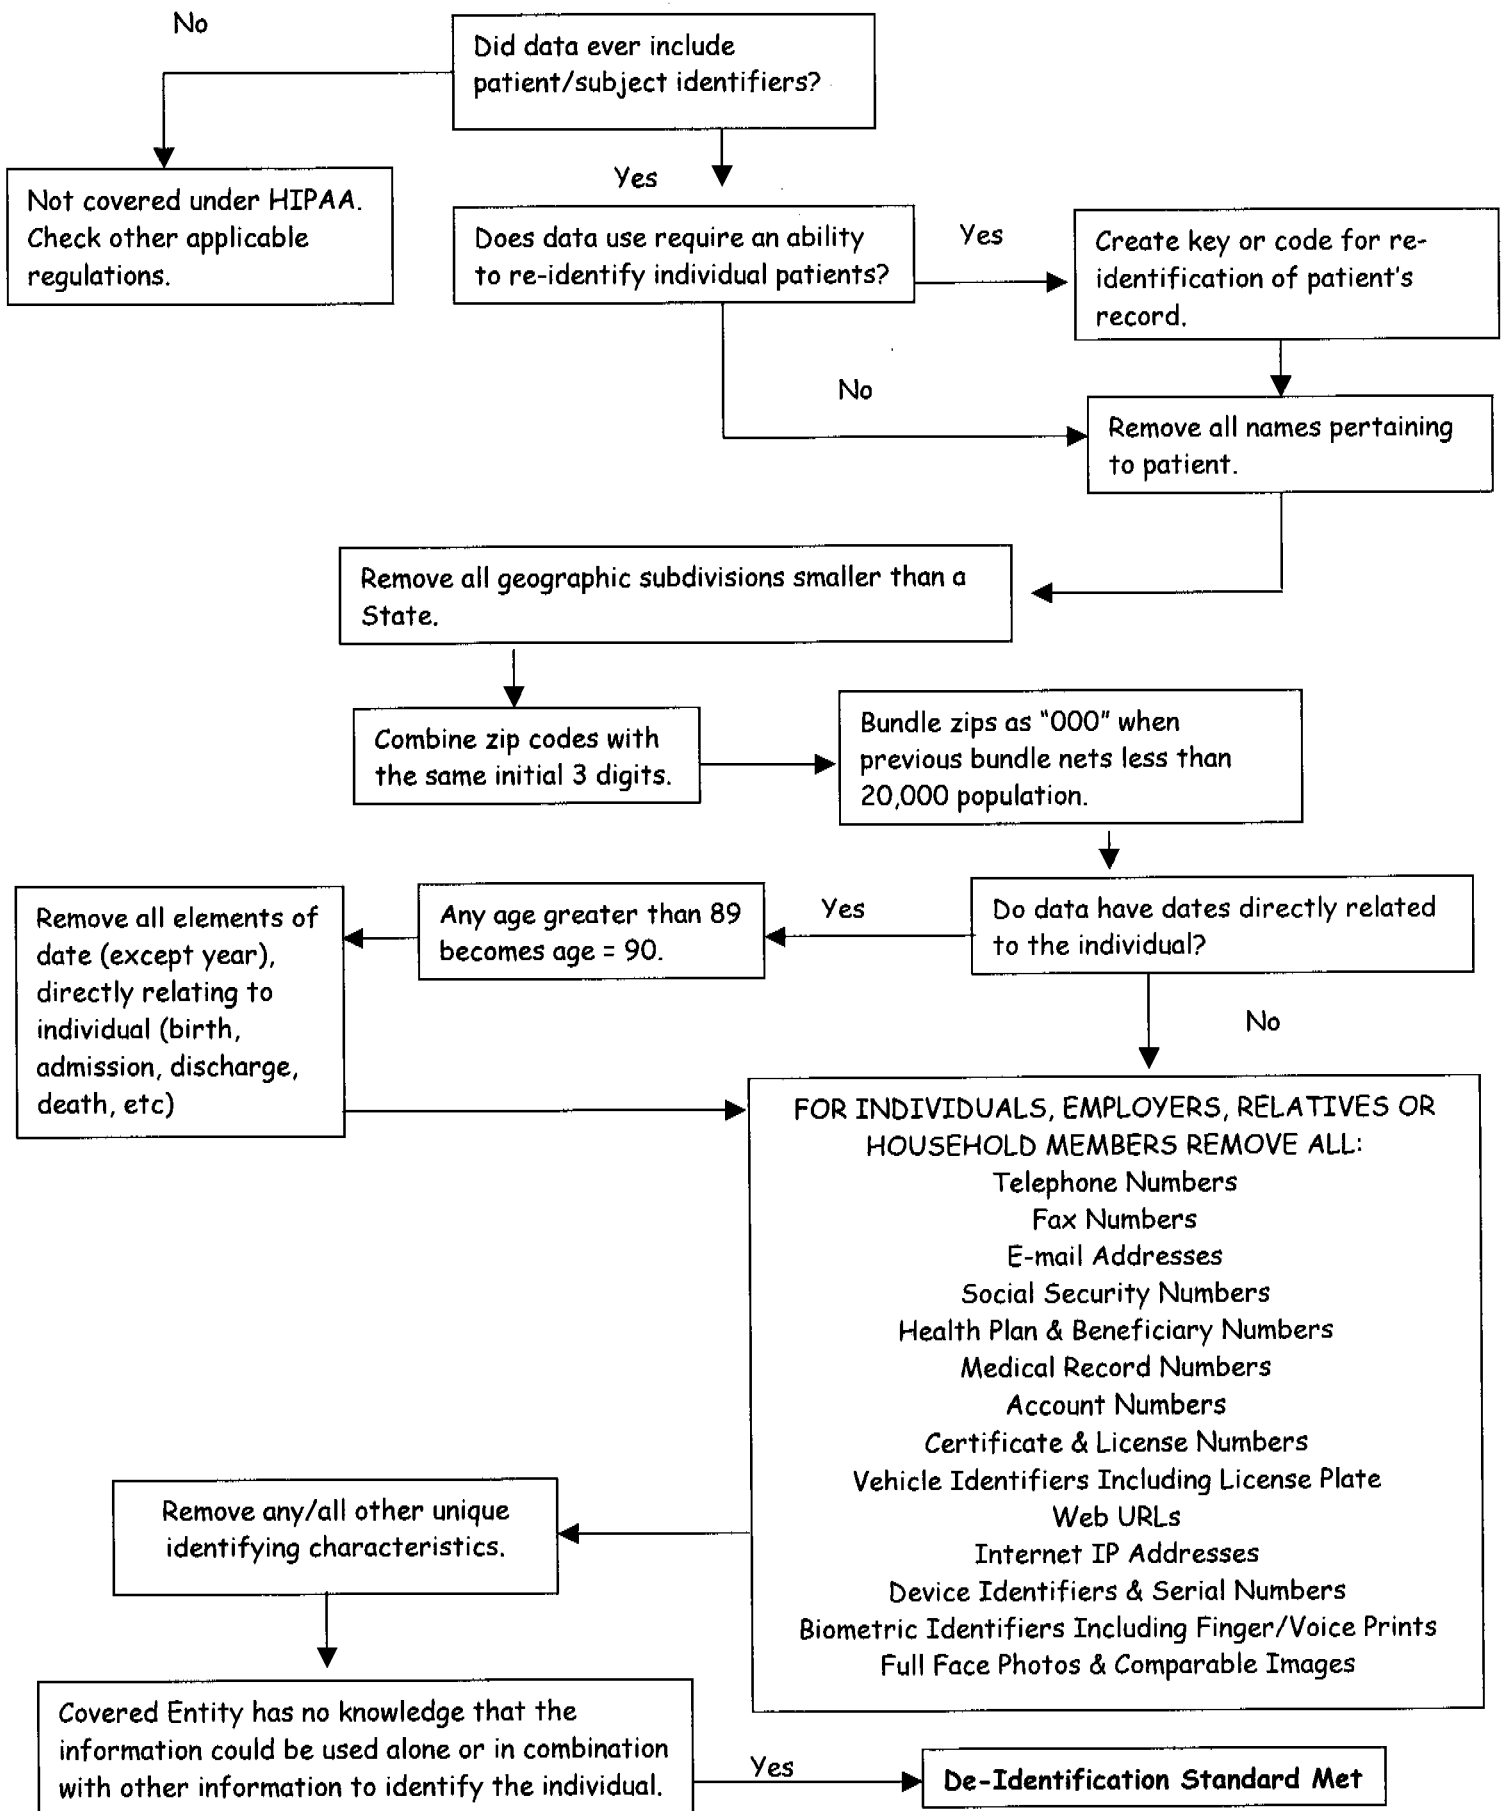 No
Did data ever include
patient/subject identifiers?
Yes
Not covered under HIPAA.
Check other applicable
regulations.
Does data use require an ability
to re-identify individual patients?
Yes
Create key or code for re-
identification of patient's
record.
No
Remove all names pertaining
to patient.
Remove all geographic subdivisions smaller than a
State.
Combine zip codes with
the same initial 3 digits.
Bundle zips as "000" when
previous bundle nets less than
20,000 population.
Do data have dates directly related
to the individual?
Yes
Any age greater than 89
becomes age = 90.
Remove all elements of
date (except year),
directly relating to
individual (birth,
admission, discharge,
death, etc)
No
FOR INDIVIDUALS, EMPLOYERS, RELATIVES OR
HOUSEHOLD MEMBERS REMOVE ALL:
Telephone Numbers
Fax Numbers
E-mail Addresses
Social Security Numbers
Health Plan & Beneficiary Numbers
Medical Record Numbers
Account Numbers
Certificate & License Numbers
Vehicle Identifiers Including License Plate
Web URLs
Internet IP Addresses
Device Identifiers & Serial Numbers
Biometric Identifiers Including Finger/Voice Prints
Full Face Photos & Comparable Images
Remove any/all other unique
identifying characteristics.
Covered Entity has no knowledge that the
information could be used alone or in combination
with other information to identify the individual.
Yes
De-Identification Standard Met